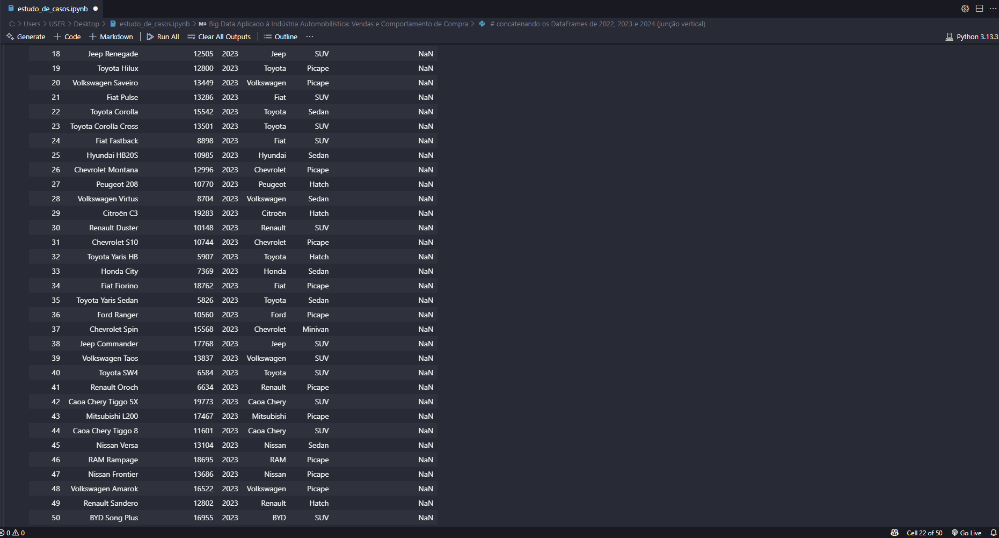 estudo_de_casos.ipynb
C: > Users > USER > Desktop > estudo_de_casos.ipynb > M↓ Big Data Aplicado à Indústria Automobilística: Vendas e Comportamento de Compra > # concatenando os DataFrames de 2022, 2023 e 2024 (junção vertical)
Generate + Code + Markdown | Run All Clear All Outputs | Outline ··· Python 3.13.3
18 Jeep Renegade 12505 2023 Jeep SUV NaN
19 Toyota Hilux 12800 2023 Toyota Picape NaN
20 Volkswagen Saveiro 13449 2023 Volkswagen Picape NaN
21 Fiat Pulse 13286 2023 Fiat SUV NaN
22 Toyota Corolla 15542 2023 Toyota Sedan NaN
23 Toyota Corolla Cross 13501 2023 Toyota SUV NaN
24 Fiat Fastback 8898 2023 Fiat SUV NaN
25 Hyundai HB20S 10985 2023 Hyundai Sedan NaN
26 Chevrolet Montana 12996 2023 Chevrolet Picape NaN
27 Peugeot 208 10770 2023 Peugeot Hatch NaN
28 Volkswagen Virtus 8704 2023 Volkswagen Sedan NaN
29 Citroën C3 19283 2023 Citroën Hatch NaN
30 Renault Duster 10148 2023 Renault SUV NaN
31 Chevrolet S10 10744 2023 Chevrolet Picape NaN
32 Toyota Yaris HB 5907 2023 Toyota Hatch NaN
33 Honda City 7369 2023 Honda Sedan NaN
34 Fiat Fiorino 18762 2023 Fiat Picape NaN
35 Toyota Yaris Sedan 5826 2023 Toyota Sedan NaN
36 Ford Ranger 10560 2023 Ford Picape NaN
37 Chevrolet Spin 15568 2023 Chevrolet Minivan NaN
38 Jeep Commander 17768 2023 Jeep SUV NaN
39 Volkswagen Taos 13837 2023 Volkswagen SUV NaN
40 Toyota SW4 6584 2023 Toyota SUV NaN
41 Renault Oroch 6634 2023 Renault Picape NaN
42 Caoa Chery Tiggo 5X 19773 2023 Caoa Chery SUV NaN
43 Mitsubishi L200 17467 2023 Mitsubishi Picape NaN
44 Caoa Chery Tiggo 8 11601 2023 Caoa Chery SUV NaN
45 Nissan Versa 13104 2023 Nissan Sedan NaN
46 RAM Rampage 18695 2023 RAM Picape NaN
47 Nissan Frontier 13686 2023 Nissan Picape NaN
48 Volkswagen Amarok 16522 2023 Volkswagen Picape NaN
49 Renault Sandero 12802 2023 Renault Hatch NaN
50 BYD Song Plus 16955 2023 BYD SUV NaN
0 0 Cell 22 of 50 Go Live